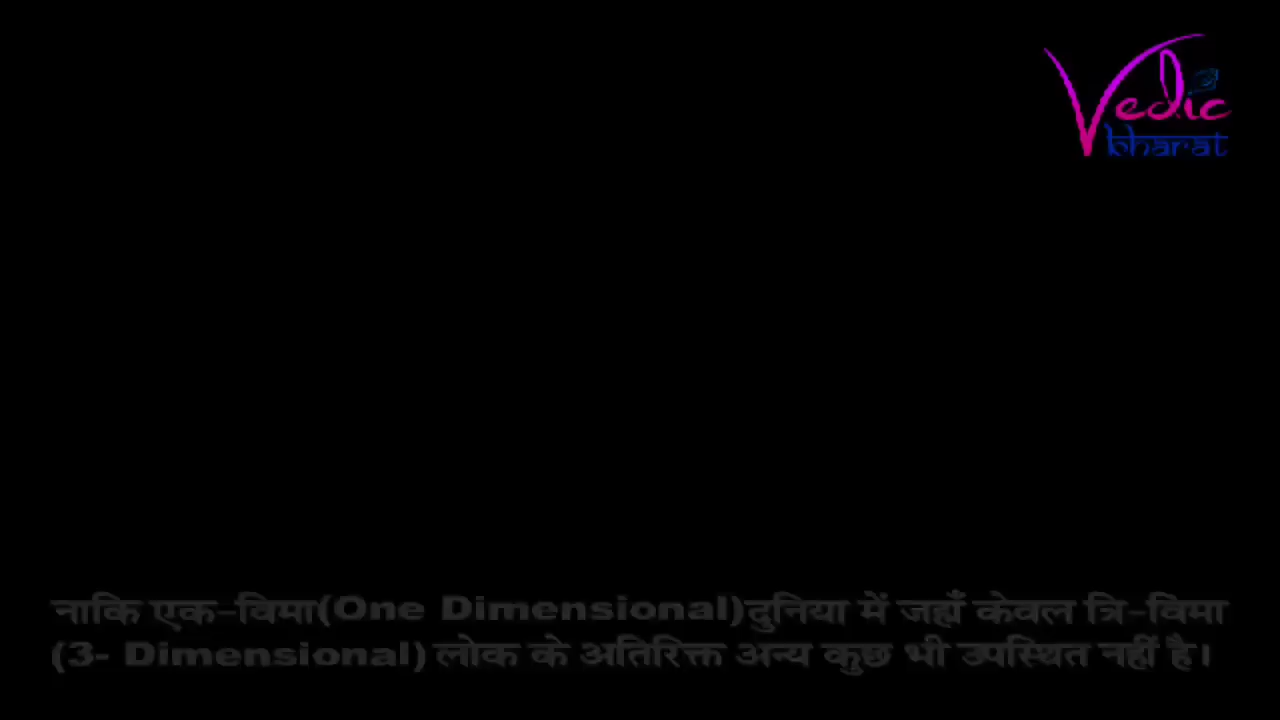 Vedic
bharat
नाकि एक-विमा(One Dimensional)दुनिया में जहाँ केवल त्रि-विमा
(3- Dimensional) लोक के अतिरिक्त अन्य कुछ भी उपस्थित नहीं है।